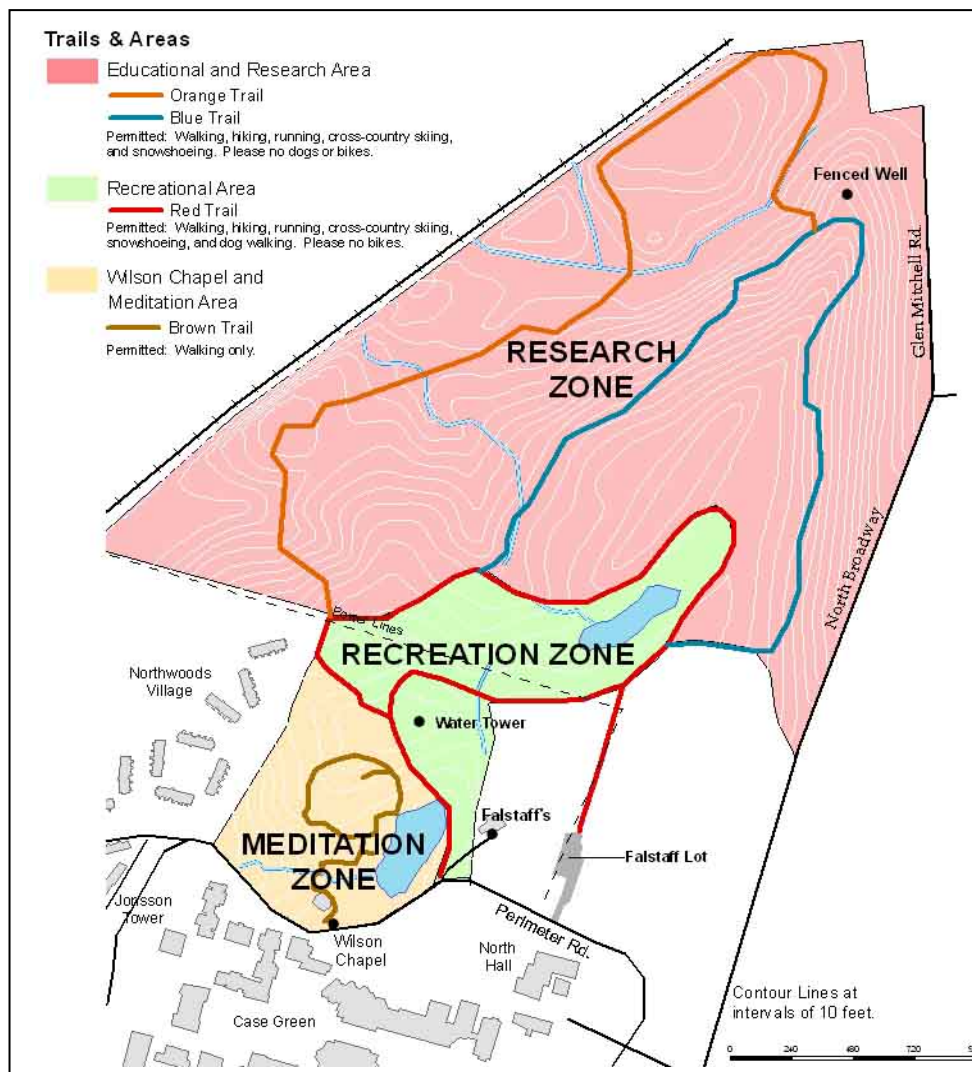 Trails & Areas
Educational and Research Area
Orange Trail
Blue Trail
Permitted: Walking, hiking, running, cross-country skiing,
and snowshoeing. Please no dogs or bikes.
Recreational Area
Red Trail
Permitted: Walking, hiking, running, cross-country skiing,
snowshoeing, and dog walking. Please no bikes.
Wilson Chapel and
Meditation Area
Brown Trail
Permitted: Walking only.
Fenced Well
Glen Mitchell Rd.
RESEARCH
ZONE
North Broadway
Power Lines
RECREATION ZONE
Northwoods
Village
Water Tower
Falstaff's
MEDITATION
ZONE
Falstaff Lot
Jonsson
Tower
Perimeter Rd.
Wilson
Chapel
North
Hall
Case Green
Contour Lines at
intervals of 10 feet.
0 240 480 720